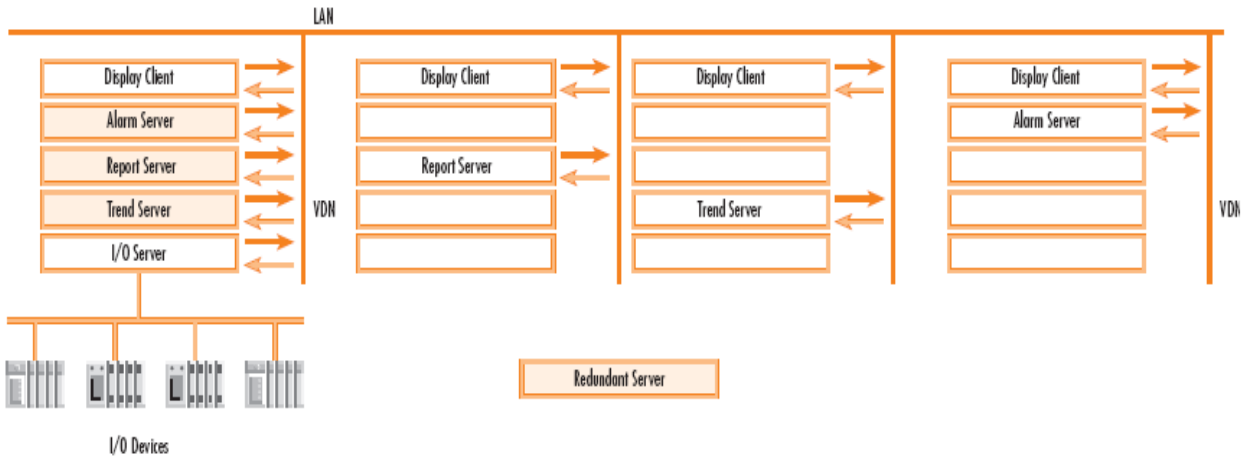 LAN
Display Client
Alarm Server
Report Server
Trend Server
I/O Server
VDN
Display Client
Report Server
Display Client
Trend Server
Display Client
Alarm Server
VDN
I/O Devices
Redundant Server